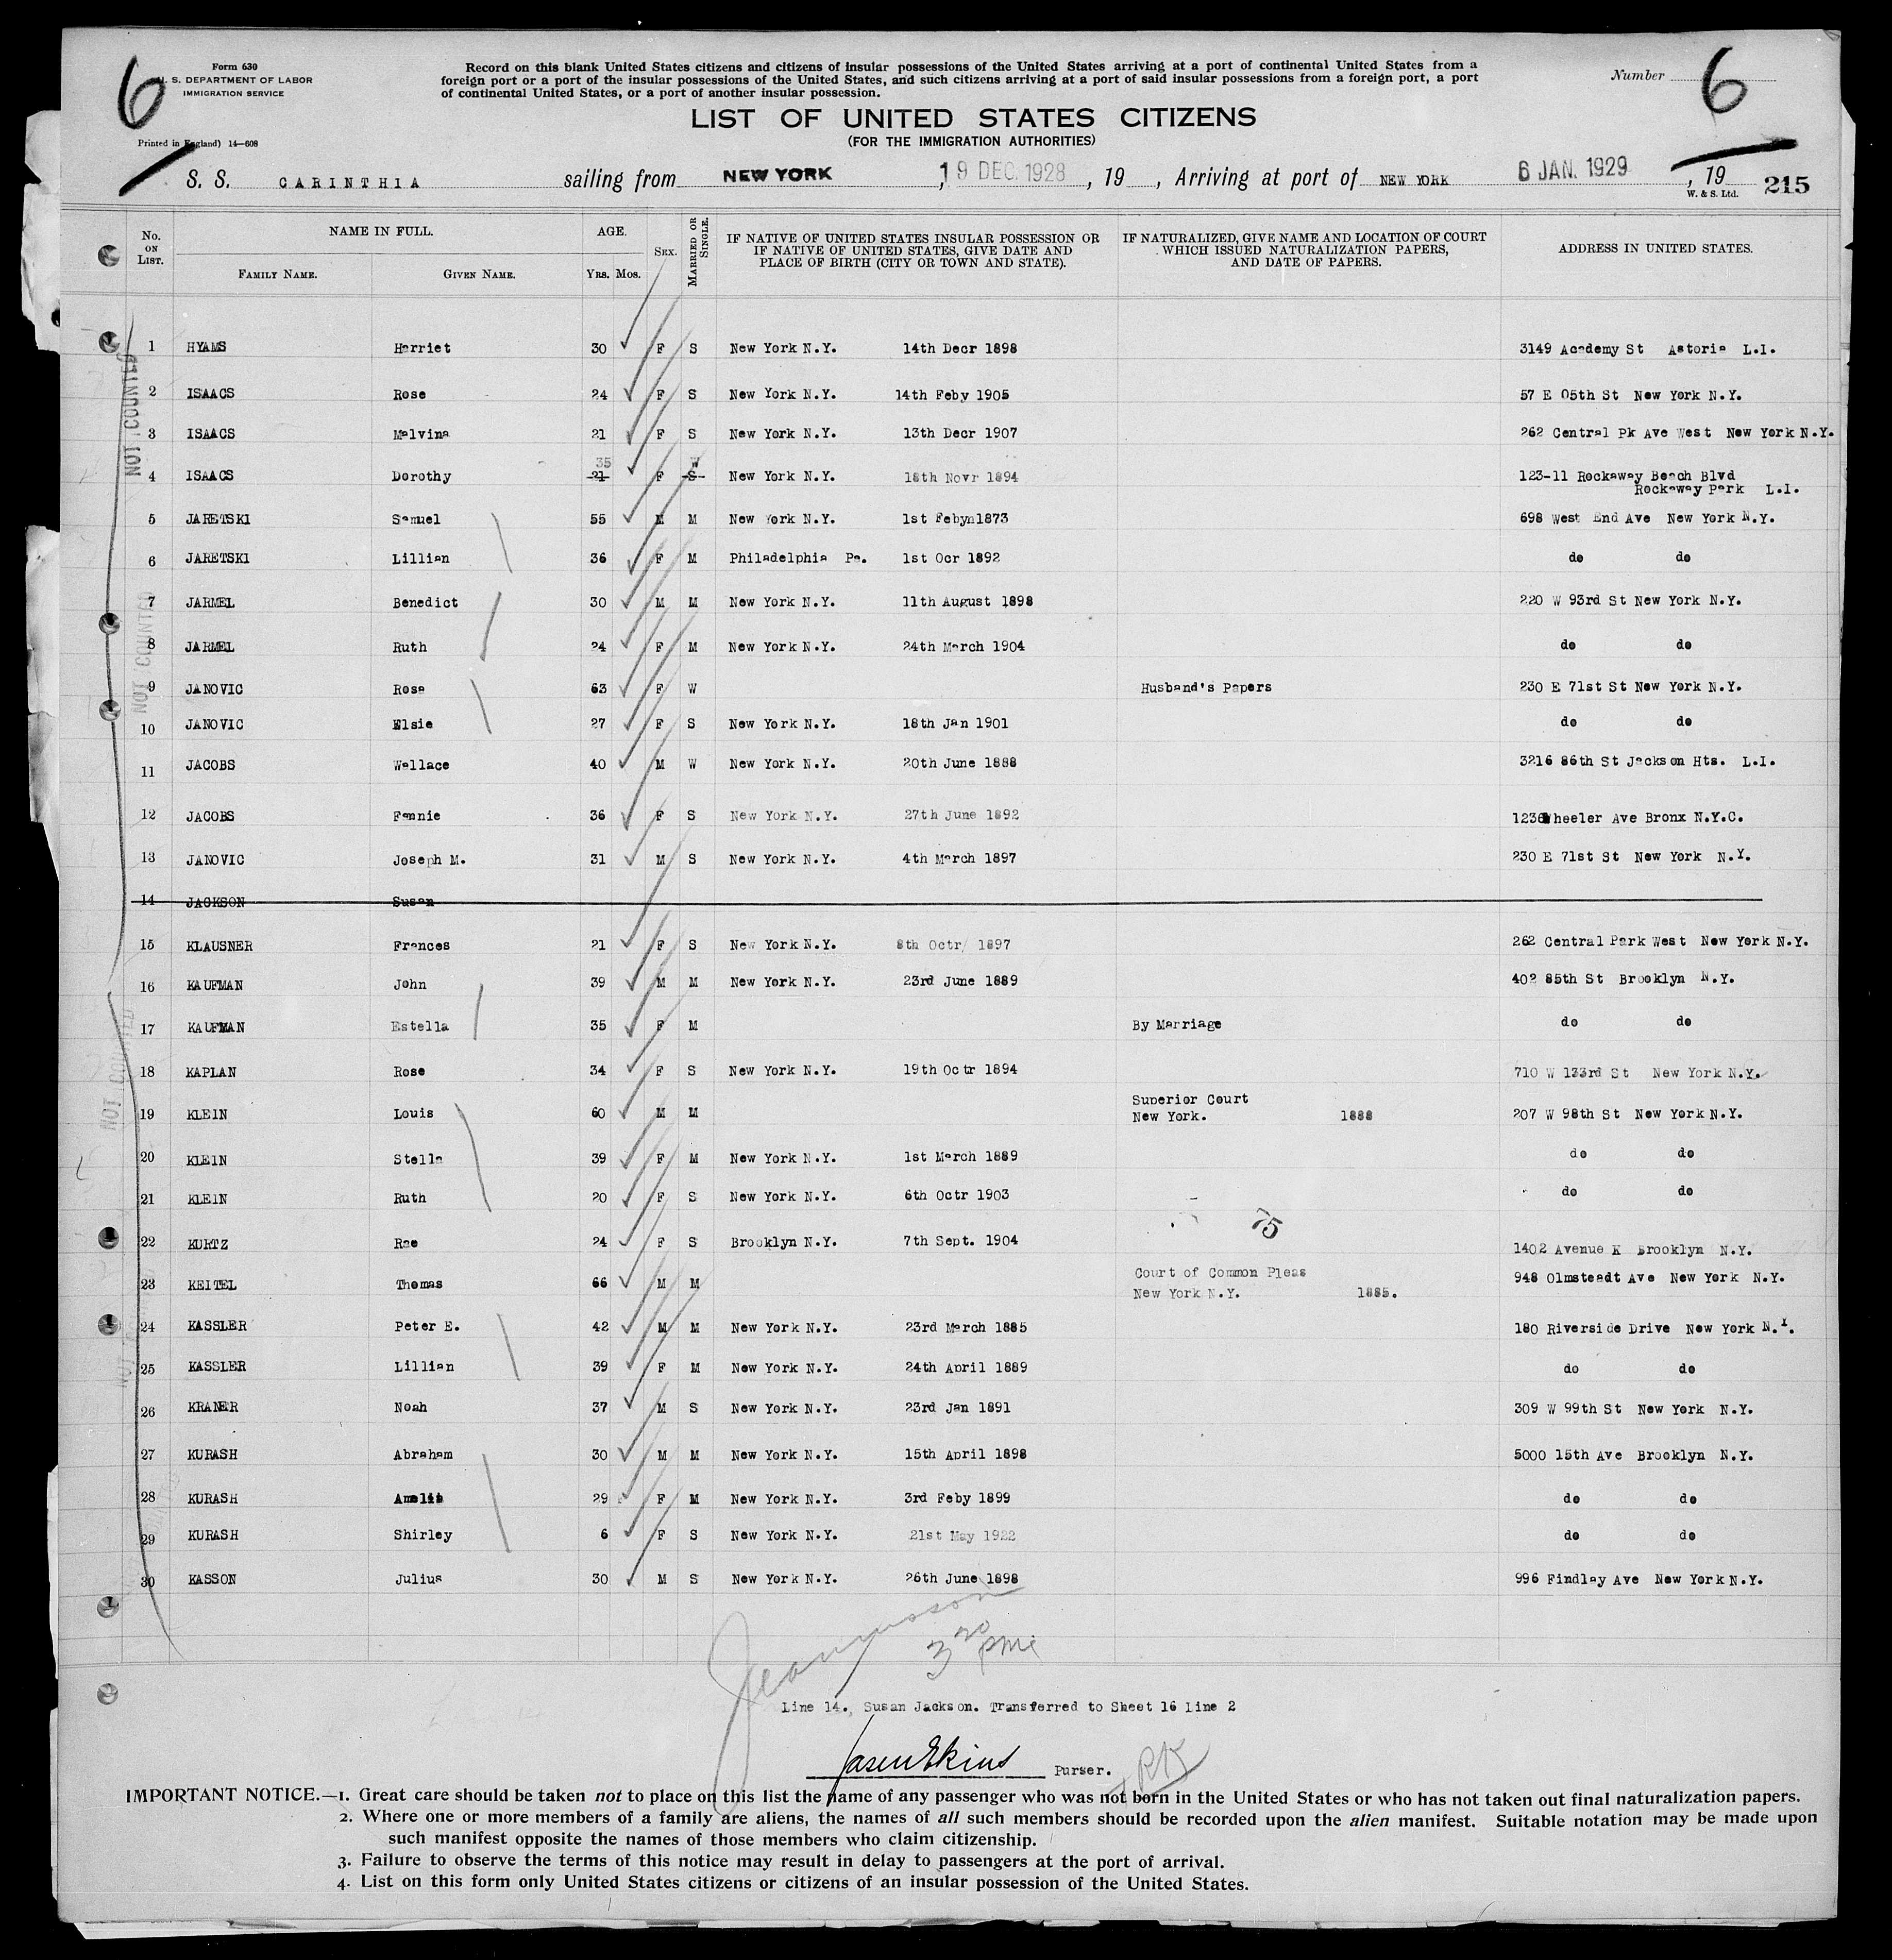 6
Form 630
U. S. DEPARTMENT OF LABOR
IMMIGRATION SERVICE
Printed in England) 14—608
Record on this blank United States citizens and citizens of insular possessions of the United States arriving at a port of continental United States from a
foreign port or a port of the insular possessions of the United States, and such citizens arriving at a port of said insular possessions from a foreign port, a port
of continental United States, or a port of another insular possession.
Number 6
LIST OF UNITED STATES CITIZENS
(FOR THE IMMIGRATION AUTHORITIES)
S. S. CARINTHIA sailing from NEW YORK , 19 DEC. 1928 , 19 , Arriving at port of NEW YORK 6 JAN. 1929 , 19
W. & S. Ltd. 215
No. ON LIST. NAME IN FULL. FAMILY NAME. GIVEN NAME. AGE. YRS. MOS. SEX. MARRIED OR SINGLE. IF NATIVE OF UNITED STATES INSULAR POSSESSION OR IF NATIVE OF UNITED STATES, GIVE DATE AND PLACE OF BIRTH (CITY OR TOWN AND STATE). IF NATURALIZED, GIVE NAME AND LOCATION OF COURT WHICH ISSUED NATURALIZATION PAPERS, AND DATE OF PAPERS. ADDRESS IN UNITED STATES.
NOT COUNTED
1 HYAMS Harriet 30 F S New York N.Y. 14th Decr 1898 3149 Academy St Astoria L.I.
2 ISAACS Rose 24 F S New York N.Y. 14th Feby 1905 57 E 05th St New York N.Y.
3 ISAACS Malvina 21 F S New York N.Y. 13th Decr 1907 262 Central Pk Ave West New York N.Y.
35 W
4 ISAACS Dorothy 21 F S New York N.Y. 18th Novr 1894 123-11 Rockaway Beach Blvd
Rockaway Park L.I.
5 JARETSKI Samuel 55 M M New York N.Y. 1st Febyn1873 698 West End Ave New York N.Y.
6 JARETSKI Lillian 36 F M Philadelphia Pa. 1st Ocr 1892 do do
7 JARMEL Benedict 30 M M New York N.Y. 11th August 1898 220 W 93rd St New York N.Y.
8 JARMEL Ruth 24 F M New York N.Y. 24th March 1904 do do
NOT COUNTED
9 JANOVIC Rosa 63 F W Husband's Papers 230 E 71st St New York N.Y.
10 JANOVIC Elsie 27 F S New York N.Y. 18th Jan 1901 do do
11 JACOBS Wallace 40 M W New York N.Y. 20th June 1888 3216 86th St Jackson Hts. L.I.
12 JACOBS Fannie 36 F S New York N.Y. 27th June 1892 1236 Wheeler Ave Bronx N.Y.C.
13 JANOVIC Joseph M. 31 M S New York N.Y. 4th March 1897 230 E 71st St New York N.Y.
14 JACKSON Susan
15 KLAUSNER Frances 21 F S New York N.Y. 8th Octr 1897 262 Central Park West New York N.Y.
16 KAUFMAN John 39 M M New York N.Y. 23rd June 1889 402 85th St Brooklyn N.Y.
17 KAUFMAN Estella 35 F M By Marriage do do
NOT COUNTED
18 KAPLAN Rose 34 F S New York N.Y. 19th Octr 1894 710 W 133rd St New York N.Y.
Superior Court
19 KLEIN Louis 60 M M New York. 1888 207 W 98th St New York N.Y.
20 KLEIN Stella 39 F M New York N.Y. 1st March 1889 do do
21 KLEIN Ruth 20 F S New York N.Y. 6th Octr 1903 do do
75
22 KURTZ Rae 24 F S Brooklyn N.Y. 7th Sept. 1904 1402 Avenue K Brooklyn N.Y.
Court of Common Pleas
23 KEITEL Thomas 66 M M New York N.Y. 1885. 948 Olmsteadt Ave New York N.Y.
24 KASSLER Peter E. 42 M M New York N.Y. 23rd March 1885 180 Riverside Drive New York N.Y.
25 KASSLER Lillian 39 F M New York N.Y. 24th April 1889 do do
26 KRANER Noah 37 M S New York N.Y. 23rd Jan 1891 309 W 99th St New York N.Y.
27 KURASH Abraham 30 M M New York N.Y. 15th April 1898 5000 15th Ave Brooklyn N.Y.
28 KURASH Amelia 29 F M New York N.Y. 3rd Feby 1899 do do
29 KURASH Shirley 6 F S New York N.Y. 21st May 1922 do do
30 KASSON Julius 30 M S New York N.Y. 26th June 1898 996 Findlay Ave New York N.Y.
3 20 pm
Line 14. Susan Jackson. Transferred to Sheet 16 Line 2
Purser.
IMPORTANT NOTICE.—1. Great care should be taken not to place on this list the name of any passenger who was not born in the United States or who has not taken out final naturalization papers.
2. Where one or more members of a family are aliens, the names of all such members should be recorded upon the alien manifest. Suitable notation may be made upon
such manifest opposite the names of those members who claim citizenship.
3. Failure to observe the terms of this notice may result in delay to passengers at the port of arrival.
4. List on this form only United States citizens or citizens of an insular possession of the United States.